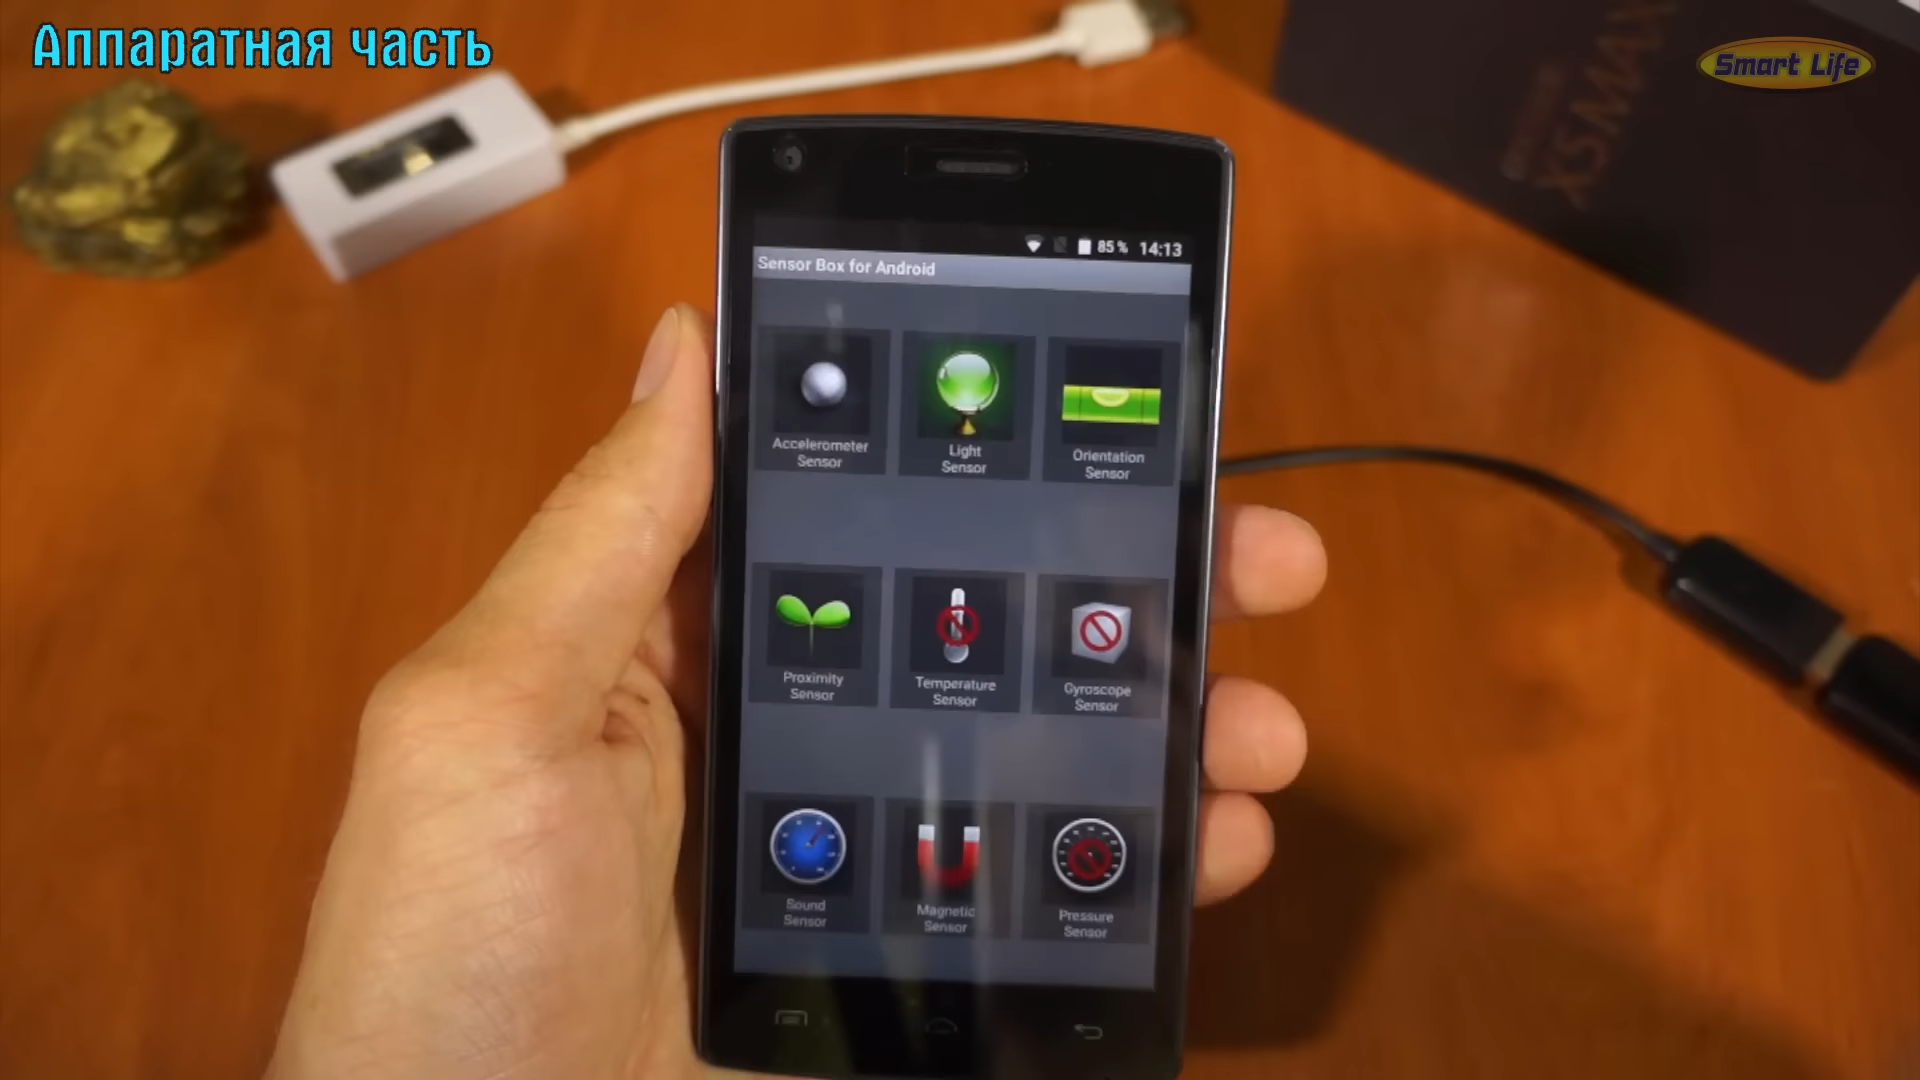 Аппаратная часть
Smart Life
XSMAX
85 % 14:13
Sensor Box for Android
Accelerometer
Sensor
Light
Sensor
Orientation
Sensor
Proximity
Sensor
Temperature
Sensor
Gyroscope
Sensor
Sound
Sensor
Magnetic
Sensor
Pressure
Sensor